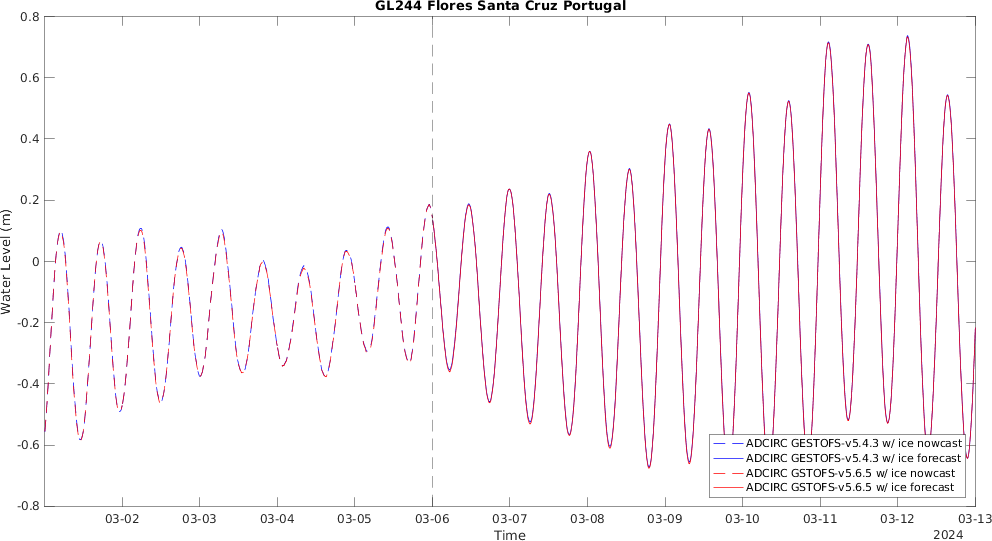 GL244 Flores Santa Cruz Portugal
0.8
0.6
0.4
0.2
0
-0.2
-0.4
-0.6
-0.8
Water Level (m)
ADCIRC GESTOFS-v5.4.3 w/ ice nowcast
ADCIRC GESTOFS-v5.4.3 w/ ice forecast
ADCIRC GSTOFS-v5.6.5 w/ ice nowcast
ADCIRC GSTOFS-v5.6.5 w/ ice forecast
03-02 03-03 03-04 03-05 03-06 03-07 03-08 03-09 03-10 03-11 03-12 03-13
Time
2024